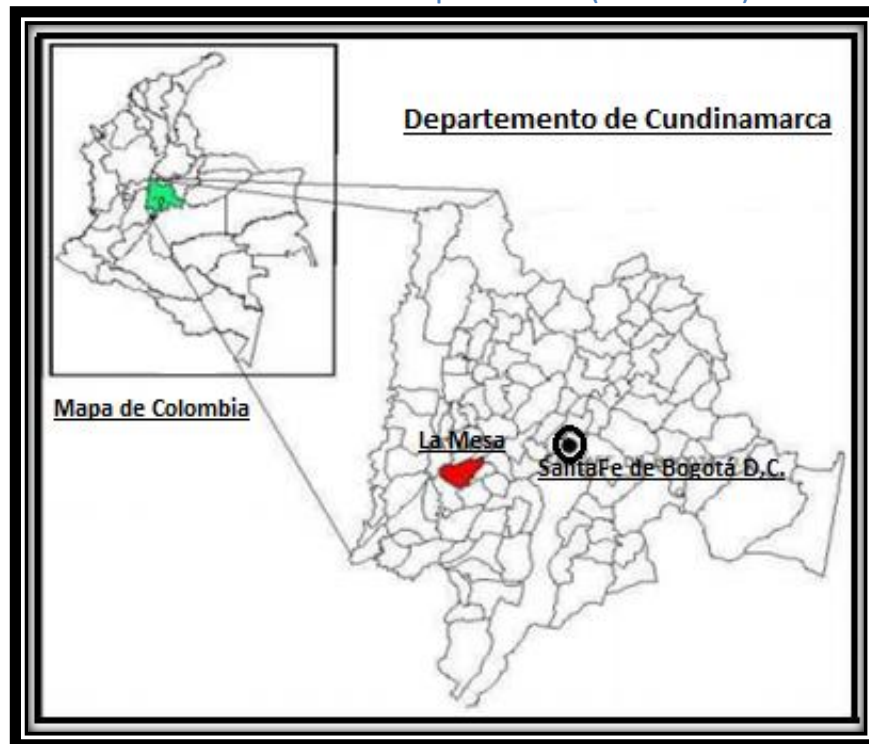 Departemento de Cundinamarca
Mapa de Colombia
La Mesa
SantaFe de Bogotá D.C.